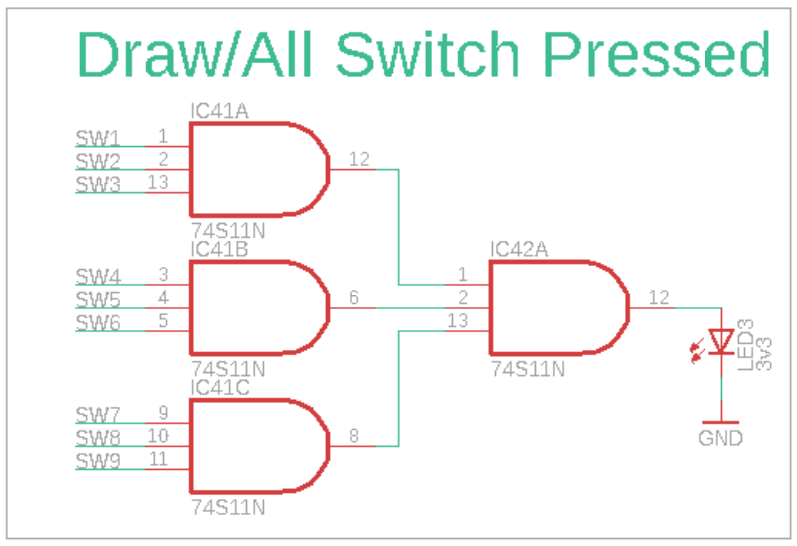 Draw/All Switch Pressed
IC41A
SW1 1
SW2 2
SW3 13
12
74S11N
IC41B
SW4 3
SW5 4
SW6 5
6
74S11N
IC41C
SW7 9
SW8 10
SW9 11
8
74S11N
IC42A
1
2
13
12
74S11N
LED3
3v3
GND